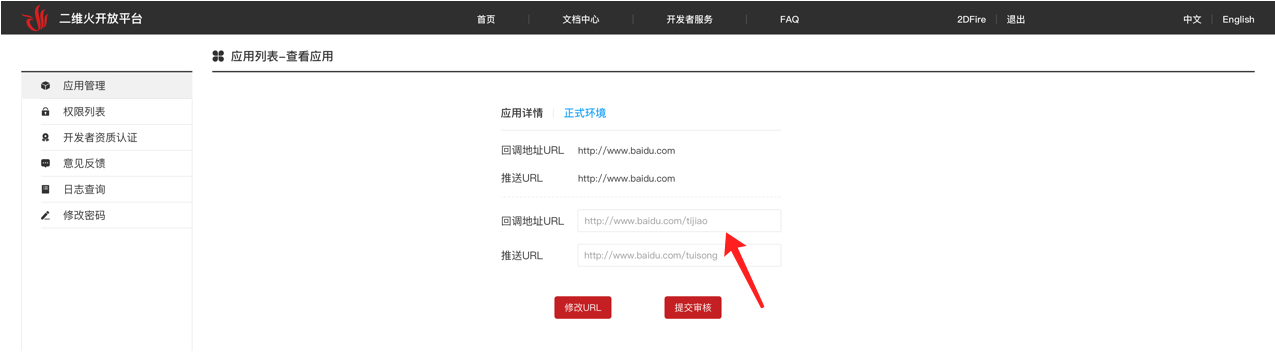 二维火开放平台 首页 文档中心 开发者服务 FAQ 2DFire 退出 中文 English
应用列表-查看应用
应用管理
权限列表
开发者资质认证
意见反馈
日志查询
修改密码
应用详情 正式环境
回调地址URL http://www.baidu.com
推送URL http://www.baidu.com
回调地址URL http://www.baidu.com/tijiao
推送URL http://www.baidu.com/tuisong
修改URL 提交审核